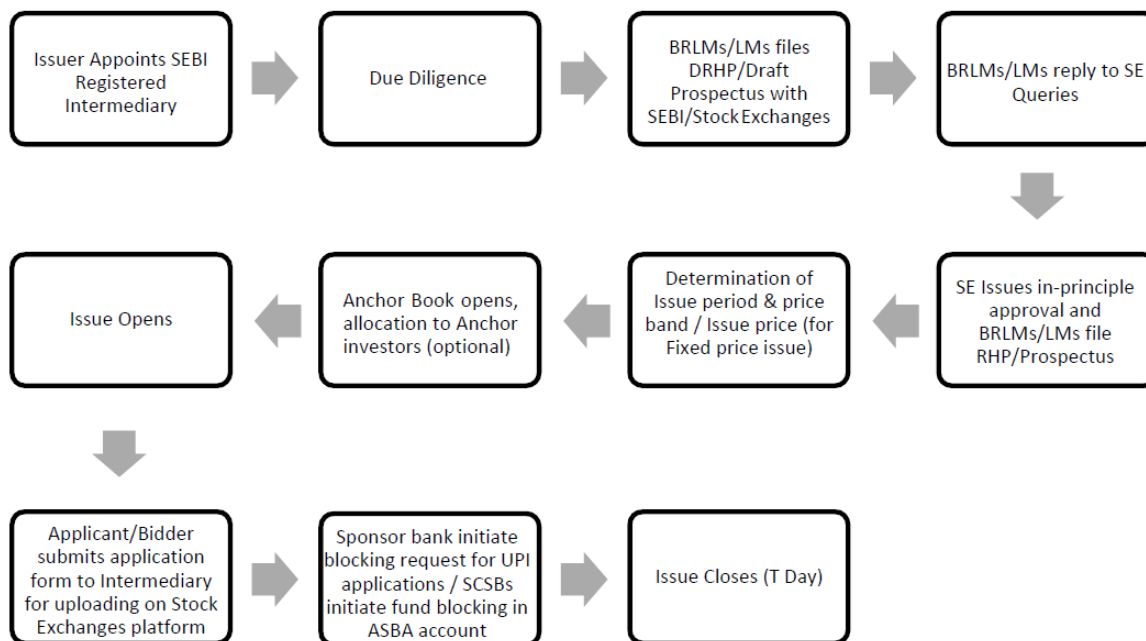 Issuer Appoints SEBI
Registered
Intermediary
Due Diligence
BRLMs/LMs files
DRHP/Draft
Prospectus with
SEBI/Stock Exchanges
BRLMs/LMs reply to SE
Queries
SE Issues in-principle
approval and
BRLMs/LMs file
RHP/Prospectus
Determination of
Issue period & price
band / Issue price (for
Fixed price issue)
Anchor Book opens,
allocation to Anchor
investors (optional)
Issue Opens
Applicant/Bidder
submits application
form to Intermediary
for uploading on Stock
Exchanges platform
Sponsor bank initiate
blocking request for UPI
applications / SCSBs
initiate fund blocking in
ASBA account
Issue Closes (T Day)